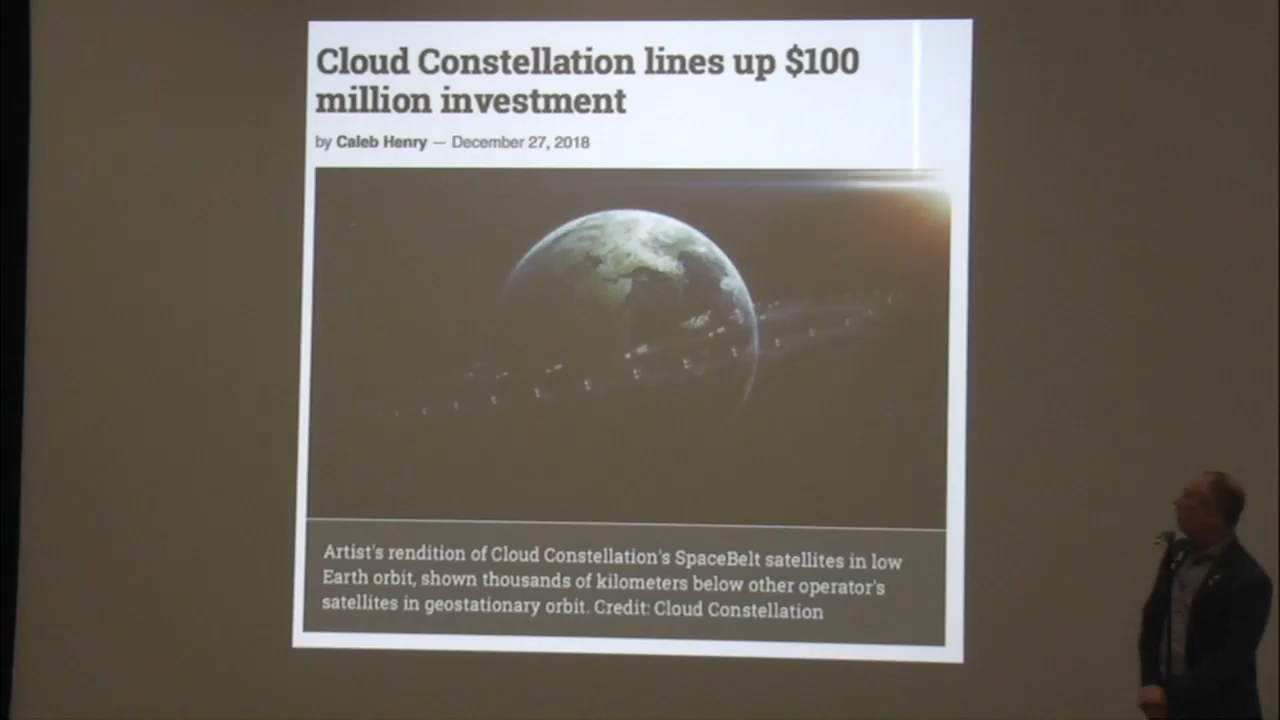 Cloud Constellation lines up $100
million investment
by Caleb Henry — December 27, 2018
Artist's rendition of Cloud Constellation's SpaceBelt satellites in low
Earth orbit, shown thousands of kilometers below other operator's
satellites in geostationary orbit. Credit: Cloud Constellation